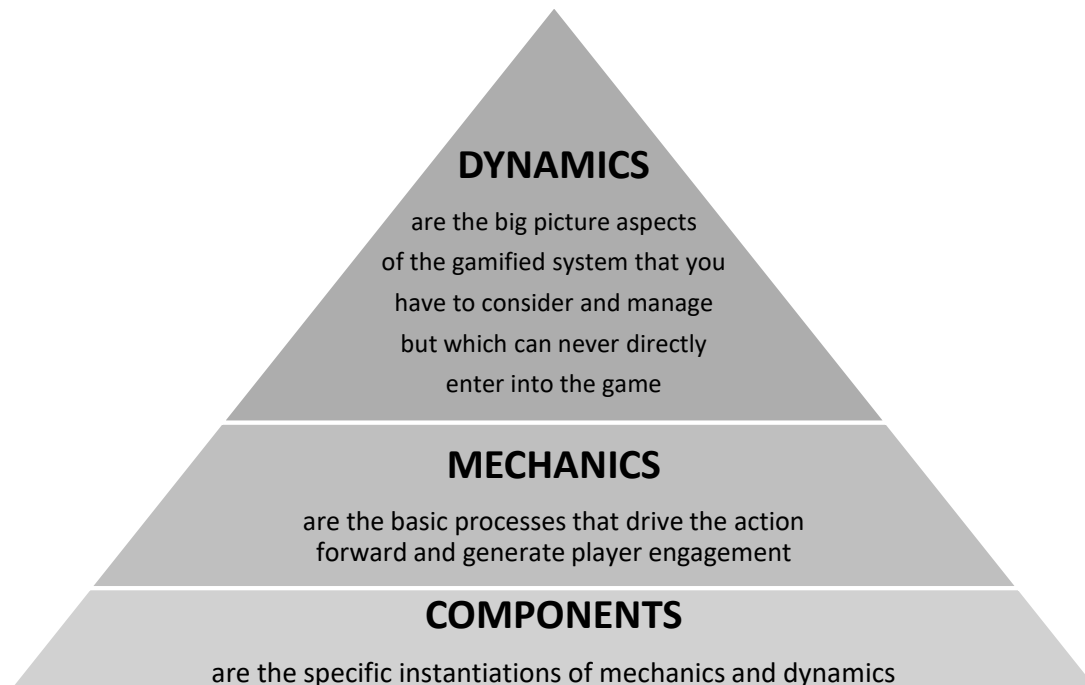 DYNAMICS
are the big picture aspects
of the gamified system that you
have to consider and manage
but which can never directly
enter into the game
MECHANICS
are the basic processes that drive the action
forward and generate player engagement
COMPONENTS
are the specific instantiations of mechanics and dynamics